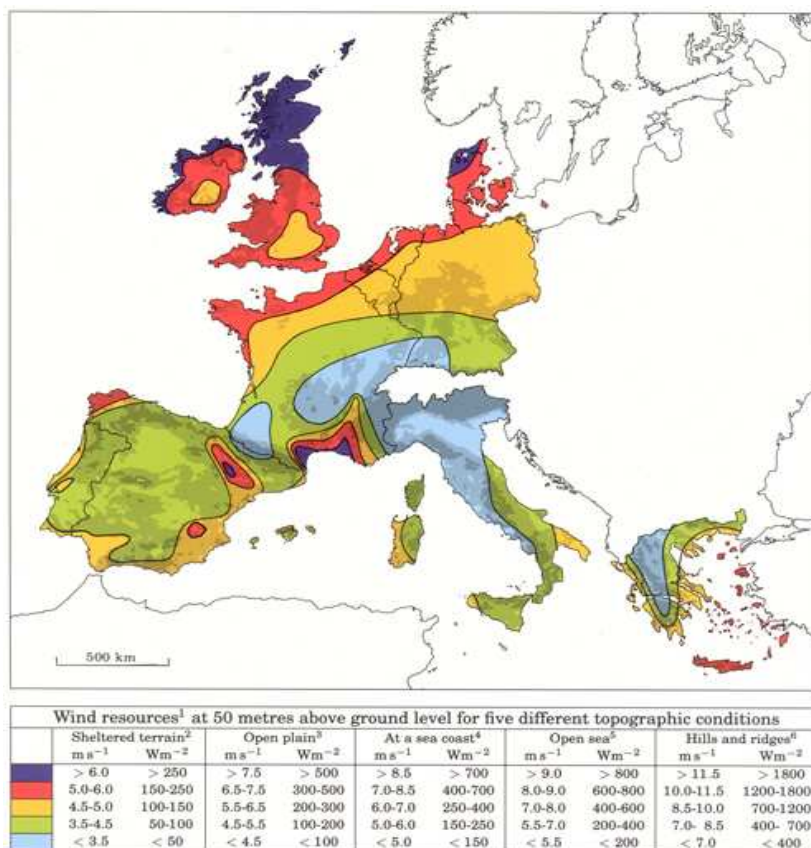 500 km
Wind resources¹ at 50 metres above ground level for five different topographic conditions
Sheltered terrain² Open plain³ At a sea coast⁴ Open sea⁵ Hills and ridges⁶
m s⁻¹ Wm⁻² m s⁻¹ Wm⁻² m s⁻¹ Wm⁻² m s⁻¹ Wm⁻² m s⁻¹ Wm⁻²
> 6.0 > 250 > 7.5 > 500 > 8.5 > 700 > 9.0 > 800 > 11.5 > 1800
5.0-6.0 150-250 6.5-7.5 300-500 7.0-8.5 400-700 8.0-9.0 600-800 10.0-11.5 1200-1800
4.5-5.0 100-150 5.5-6.5 200-300 6.0-7.0 250-400 7.0-8.0 400-600 8.5-10.0 700-1200
3.5-4.5 50-100 4.5-5.5 100-200 5.0-6.0 150-250 5.5-7.0 200-400 7.0- 8.5 400- 700
< 3.5 < 50 < 4.5 < 100 < 5.0 < 150 < 5.5 < 200 < 7.0 < 400